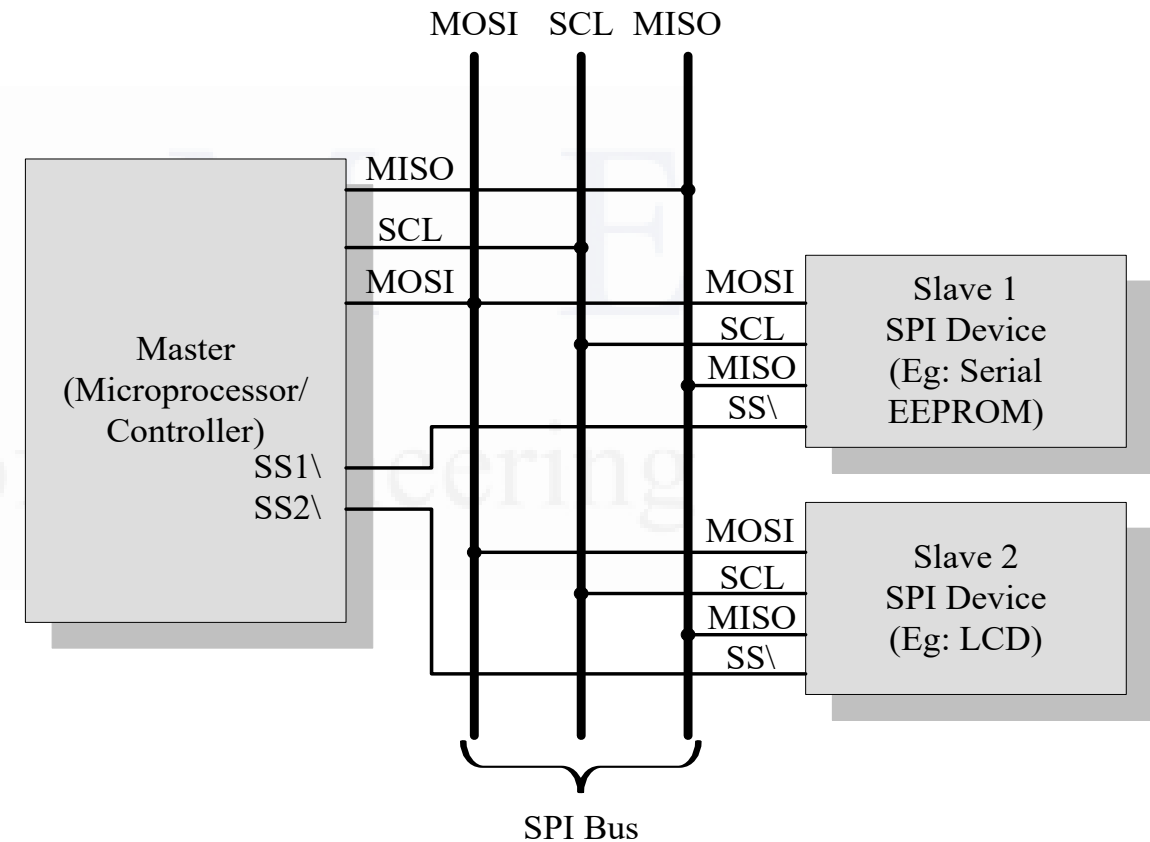 MOSI SCL MISO
MISO
SCL
MOSI
Master
(Microprocessor/
Controller)
SS1\
SS2\
MOSI
SCL
MISO
SS\
Slave 1
SPI Device
(Eg: Serial
EEPROM)
MOSI
SCL
MISO
SS\
Slave 2
SPI Device
(Eg: LCD)
SPI Bus